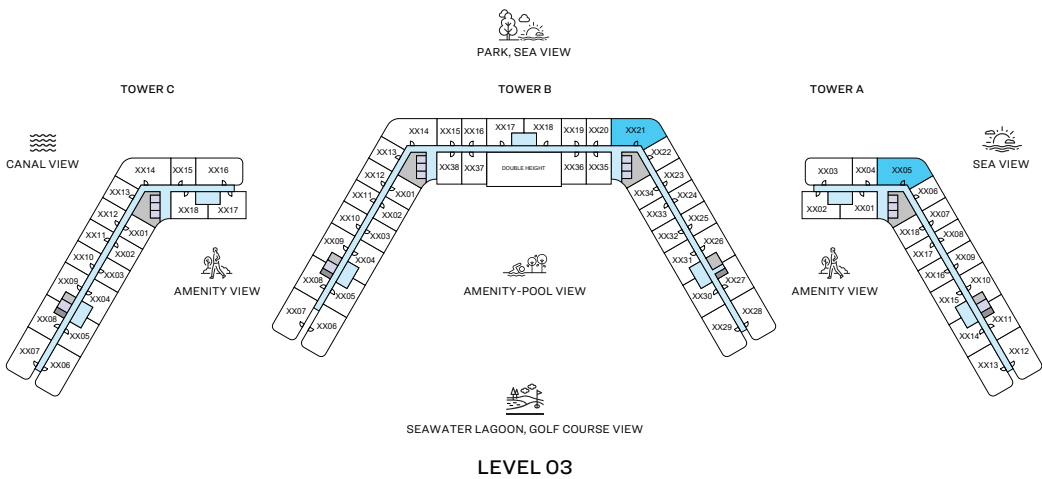 PARK, SEA VIEW
TOWER C
TOWER B
TOWER A
CANAL VIEW
SEA VIEW
XX14
XX15
XX16
XX13
XX12
XX11
XX10
XX09
XX08
XX07
XX06
XX05
XX04
XX03
XX02
XX01
XX18
XX17
AMENITY VIEW
XX14
XX15
XX16
XX17
XX18
XX19
XX20
XX21
XX13
XX12
XX11
XX10
XX09
XX08
XX07
XX06
XX05
XX04
XX03
XX02
XX01
XX38
XX37
DOUBLE HEIGHT
XX36
XX35
XX22
XX23
XX24
XX25
XX26
XX27
XX28
XX29
XX30
XX31
XX32
XX33
XX34
AMENITY-POOL VIEW
XX03
XX04
XX05
XX02
XX01
XX06
XX07
XX08
XX09
XX10
XX11
XX12
XX13
XX14
XX15
XX16
XX17
XX18
AMENITY VIEW
SEAWATER LAGOON, GOLF COURSE VIEW
LEVEL 03